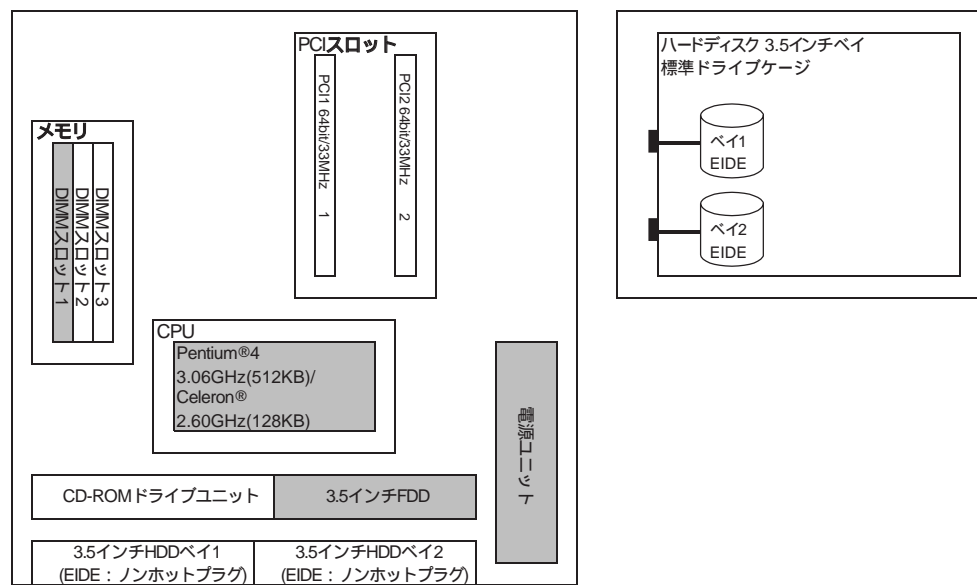 PCIスロット
PCI1 64bit/33MHz 1
PCI2 64bit/33MHz 2
メモリ
DIMMスロット1
DIMMスロット2
DIMMスロット3
CPU
Pentium®4
3.06GHz(512KB)/
Celeron®
2.60GHz(128KB)
電源ユニット
CD-ROMドライブユニット
3.5インチFDD
3.5インチHDDベイ1
(EIDE：ノンホットプラグ)
3.5インチHDDベイ2
(EIDE：ノンホットプラグ)
ハードディスク 3.5インチベイ
標準ドライブケージ
ベイ1
EIDE
ベイ2
EIDE